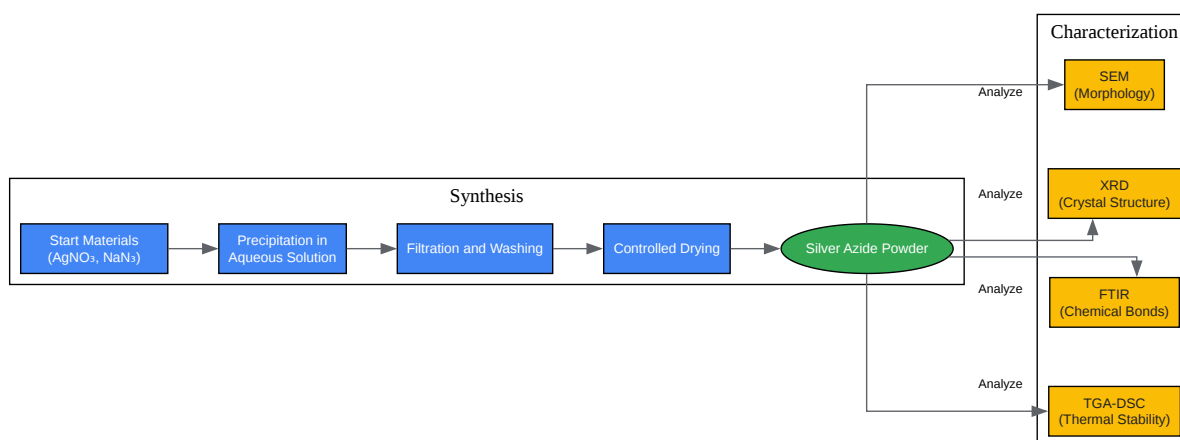 Characterization
SEM
(Morphology)
Analyze
XRD
(Crystal Structure)
Analyze
Synthesis
Start Materials
(AgNO₃, NaN₃)
Precipitation in
Aqueous Solution
Filtration and Washing
Controlled Drying
Silver Azide Powder
Analyze
FTIR
(Chemical Bonds)
Analyze
TGA-DSC
(Thermal Stability)